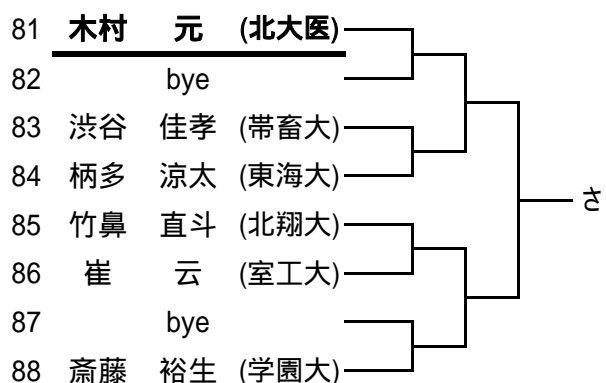 81 木村 元 (北大医)
82 bye
83 渋谷 佳孝 (帯畜大)
84 柄多 涼太 (東海大)
さ
85 竹鼻 直斗 (北翔大)
86 崔 云 (室工大)
87 bye
88 斎藤 裕生 (学園大)